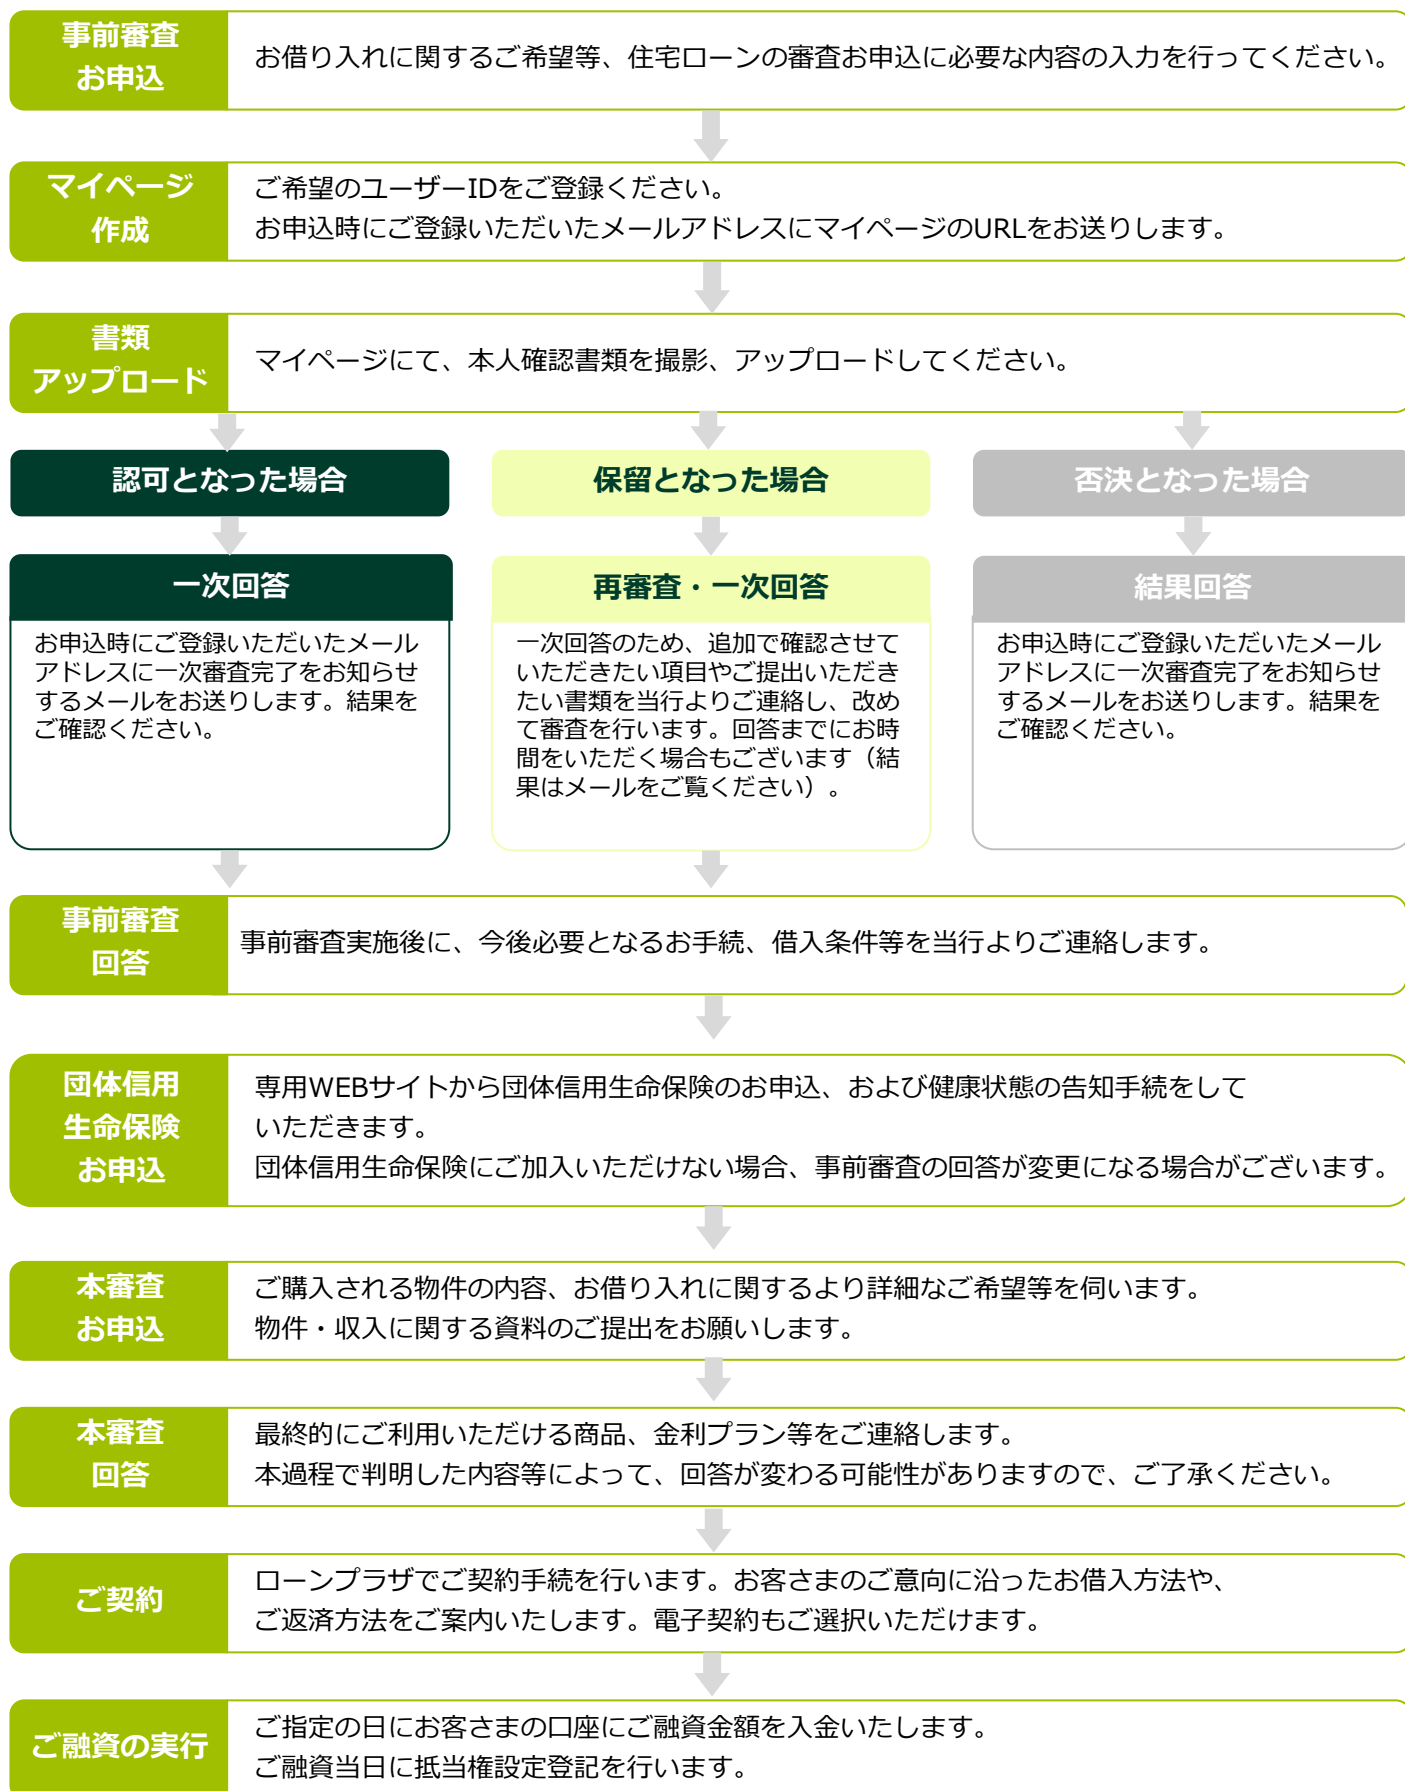 事前審査
お申込
お借り入れに関するご希望等、住宅ローンの審査お申込に必要な内容の入力を行ってください。
マイページ
作成
ご希望のユーザーIDをご登録ください。
お申込時にご登録いただいたメールアドレスにマイページのURLをお送りします。
書類
アップロード
マイページにて、本人確認書類を撮影、アップロードしてください。
認可となった場合
一次回答
お申込時にご登録いただいたメール
アドレスに一次審査完了をお知らせ
するメールをお送りします。結果を
ご確認ください。
保留となった場合
再審査・一次回答
一次回答のため、追加で確認させて
いただきたい項目やご提出いただき
たい書類を当行よりご連絡し、改め
て審査を行います。回答までにお時
間をいただく場合もございます（結
果はメールをご覧ください）。
否決となった場合
結果回答
お申込時にご登録いただいたメール
アドレスに一次審査完了をお知らせ
するメールをお送りします。結果を
ご確認ください。
事前審査
回答
事前審査実施後に、今後必要となるお手続、借入条件等を当行よりご連絡します。
団体信用
生命保険
お申込
専用WEBサイトから団体信用生命保険のお申込、および健康状態の告知手続をして
いただきます。
団体信用生命保険にご加入いただけない場合、事前審査の回答が変更になる場合がございます。
本審査
お申込
ご購入される物件の内容、お借り入れに関するより詳細なご希望等を伺います。
物件・収入に関する資料のご提出をお願いします。
本審査
回答
最終的にご利用いただける商品、金利プラン等をご連絡します。
本過程で判明した内容等によって、回答が変わる可能性がありますので、ご了承ください。
ご契約
ローンプラザでご契約手続を行います。お客さまのご意向に沿ったお借入方法や、
ご返済方法をご案内いたします。電子契約もご選択いただけます。
ご融資の実行
ご指定の日にお客さまの口座にご融資金額を入金いたします。
ご融資当日に抵当権設定登記を行います。